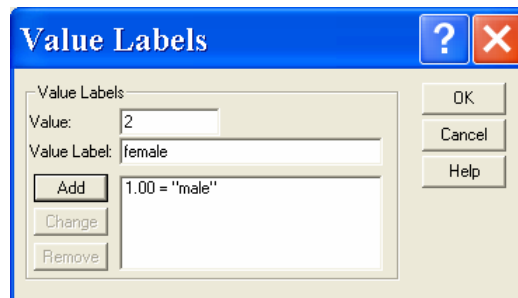 Value Labels
?
Value Labels
OK
Value: 2
Cancel
Value Label: female
Help
Add
1.00 = "male"
Change
Remove